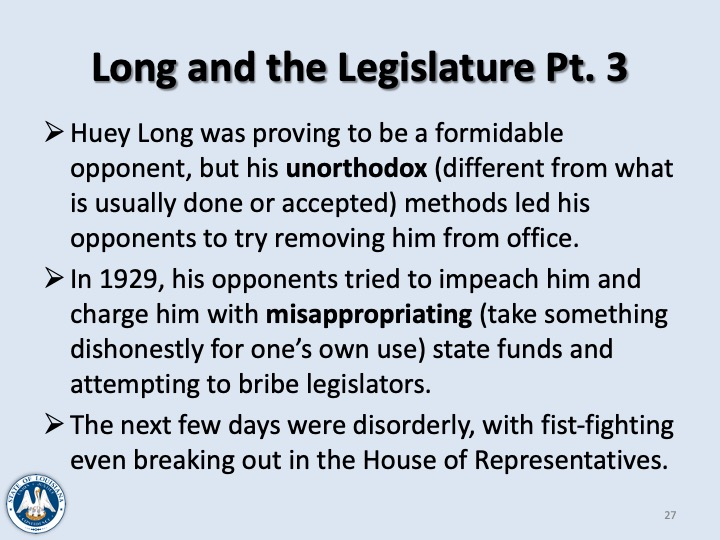 Long and the Legislature Pt. 3
➢ Huey Long was proving to be a formidable
opponent, but his unorthodox (different from what
is usually done or accepted) methods led his
opponents to try removing him from office.
➢ In 1929, his opponents tried to impeach him and
charge him with misappropriating (take something
dishonestly for one’s own use) state funds and
attempting to bribe legislators.
➢ The next few days were disorderly, with fist-fighting
even breaking out in the House of Representatives.
STATE OF LOUISIANA
CONFIDENCE
27